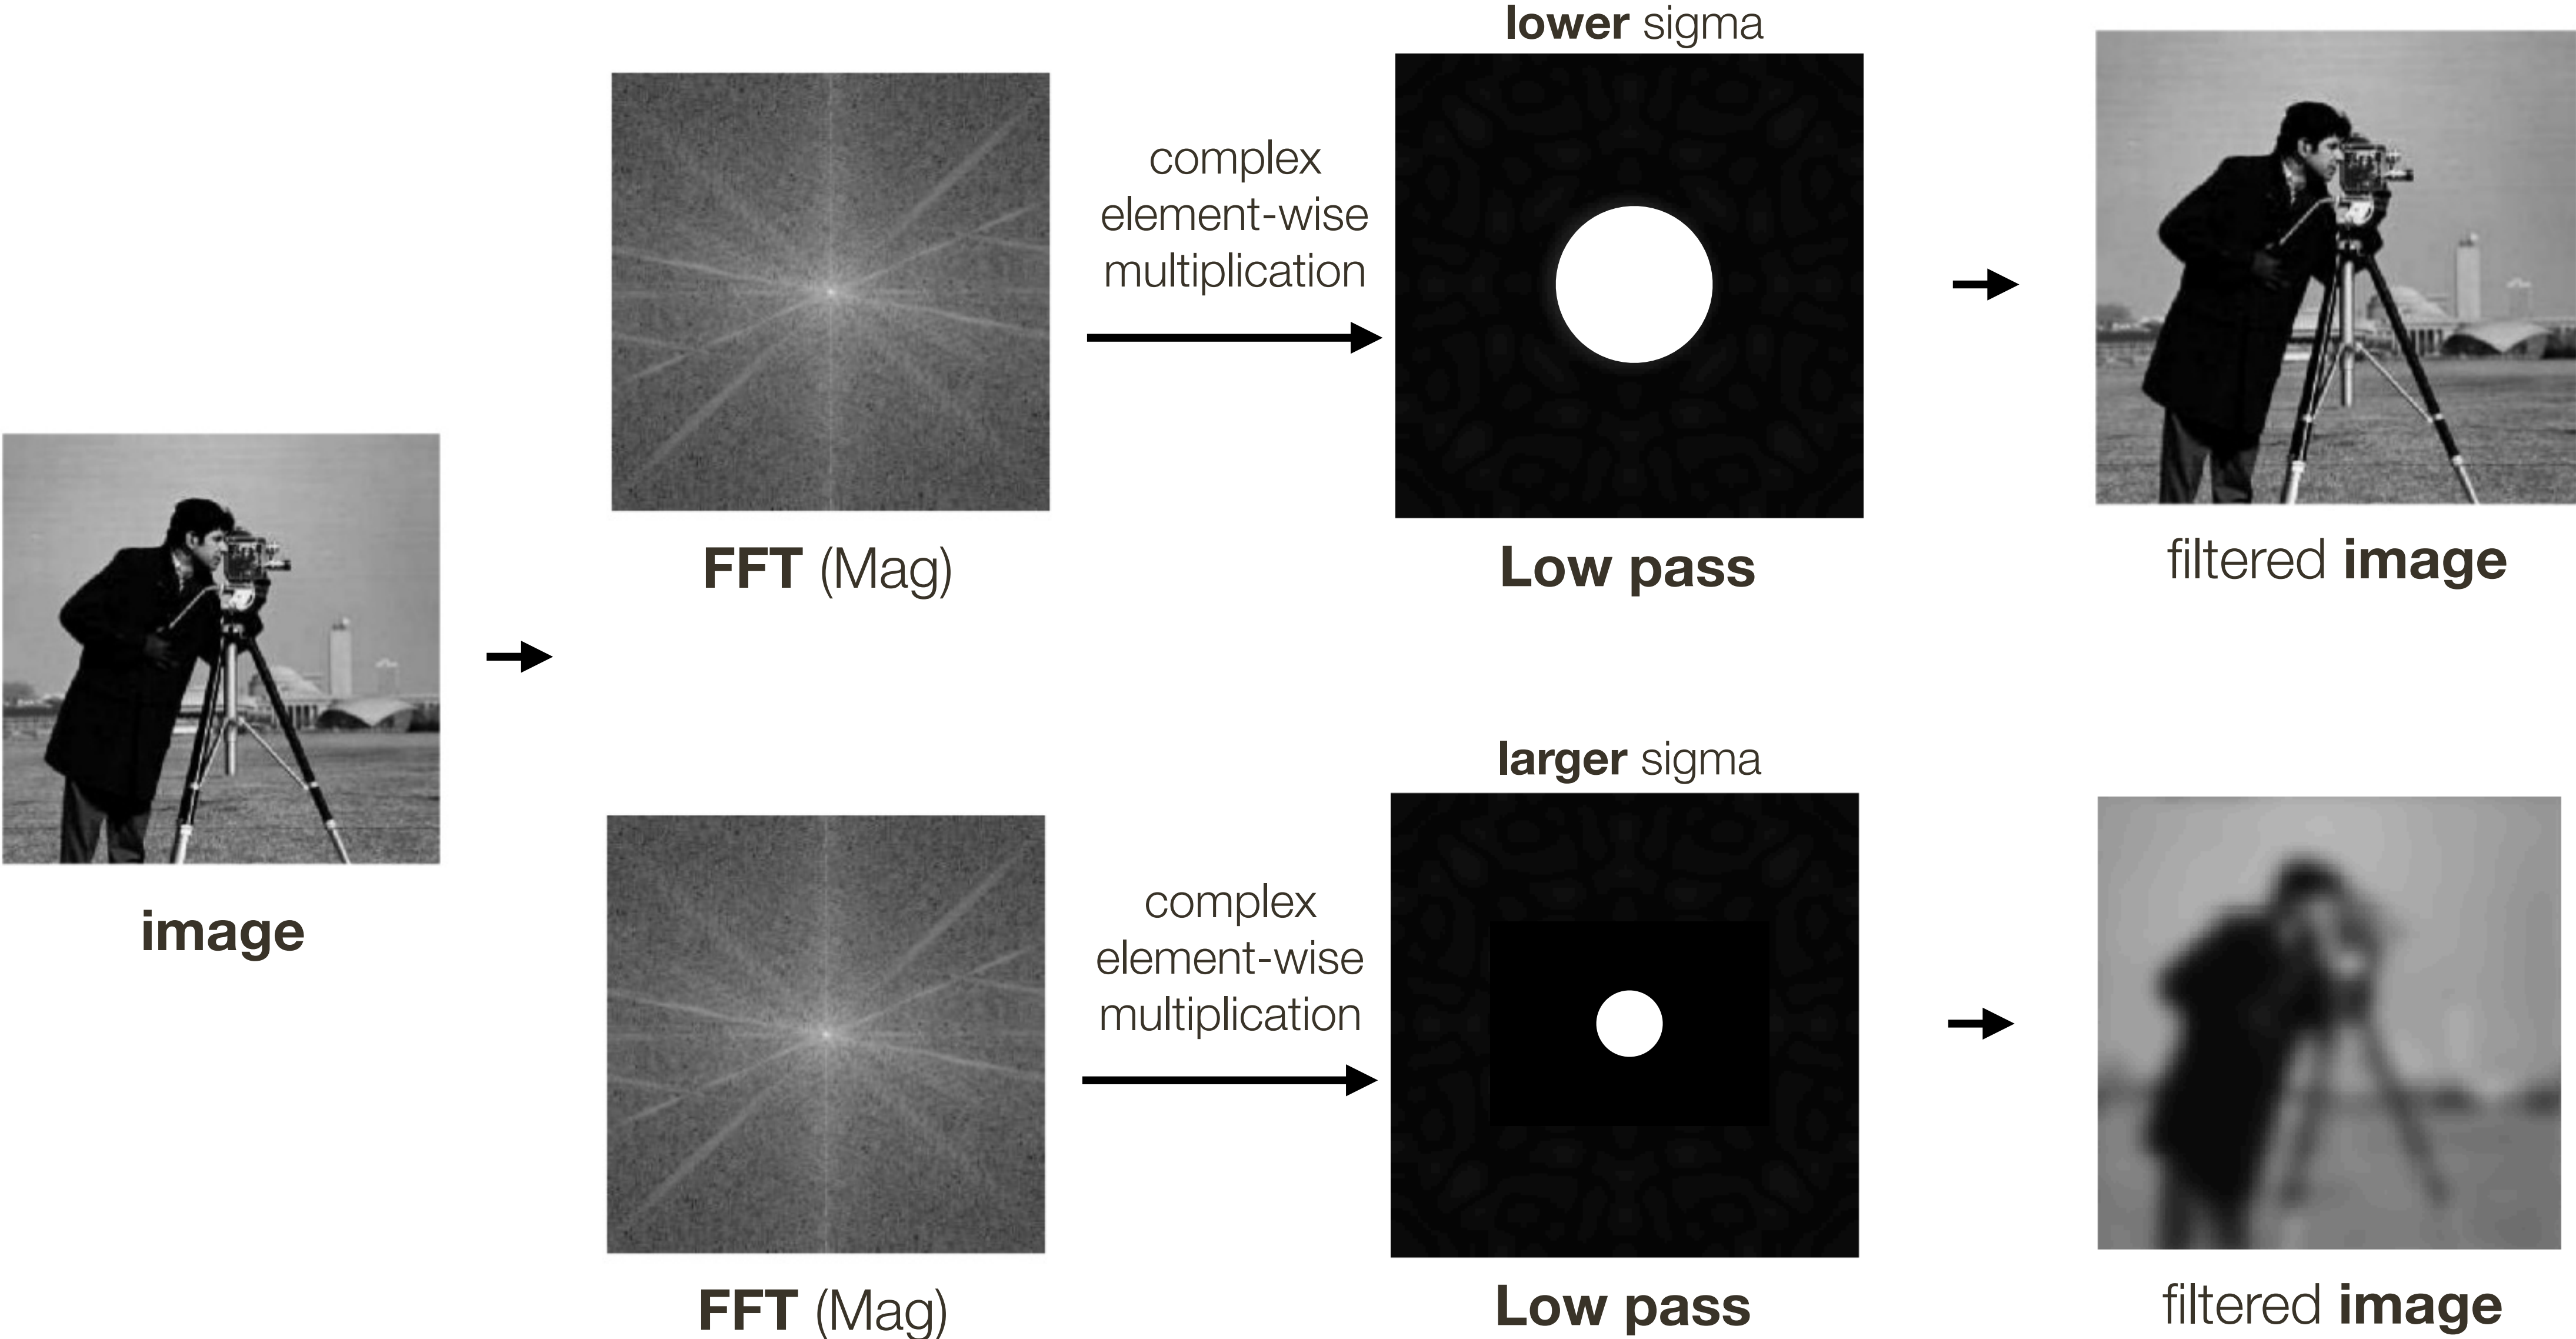 image
FFT (Mag)
complex
element-wise
multiplication
lower sigma
Low pass
filtered image
FFT (Mag)
complex
element-wise
multiplication
larger sigma
Low pass
filtered image